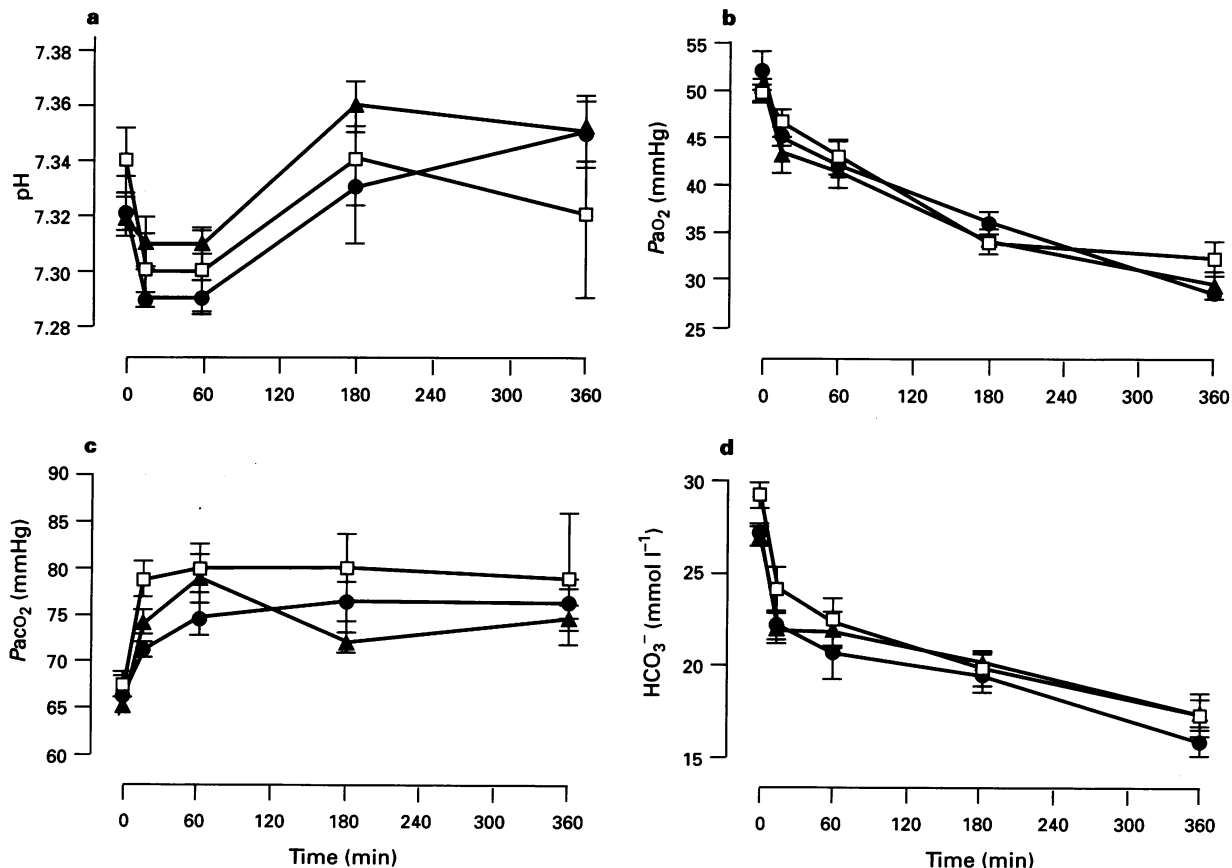 a
7.38
7.36
7.34
7.32
7.30
7.28
pH
0 60 120 180 240 300 360
b
55
50
45
40
35
30
25
PaO₂ (mmHg)
0 60 120 180 240 300 360
c
90
85
80
75
70
65
60
PaCO₂ (mmHg)
0 60 120 180 240 300 360
Time (min)
d
30
25
20
15
HCO₃⁻ (mmol l⁻¹)
0 60 120 180 240 300 360
Time (min)